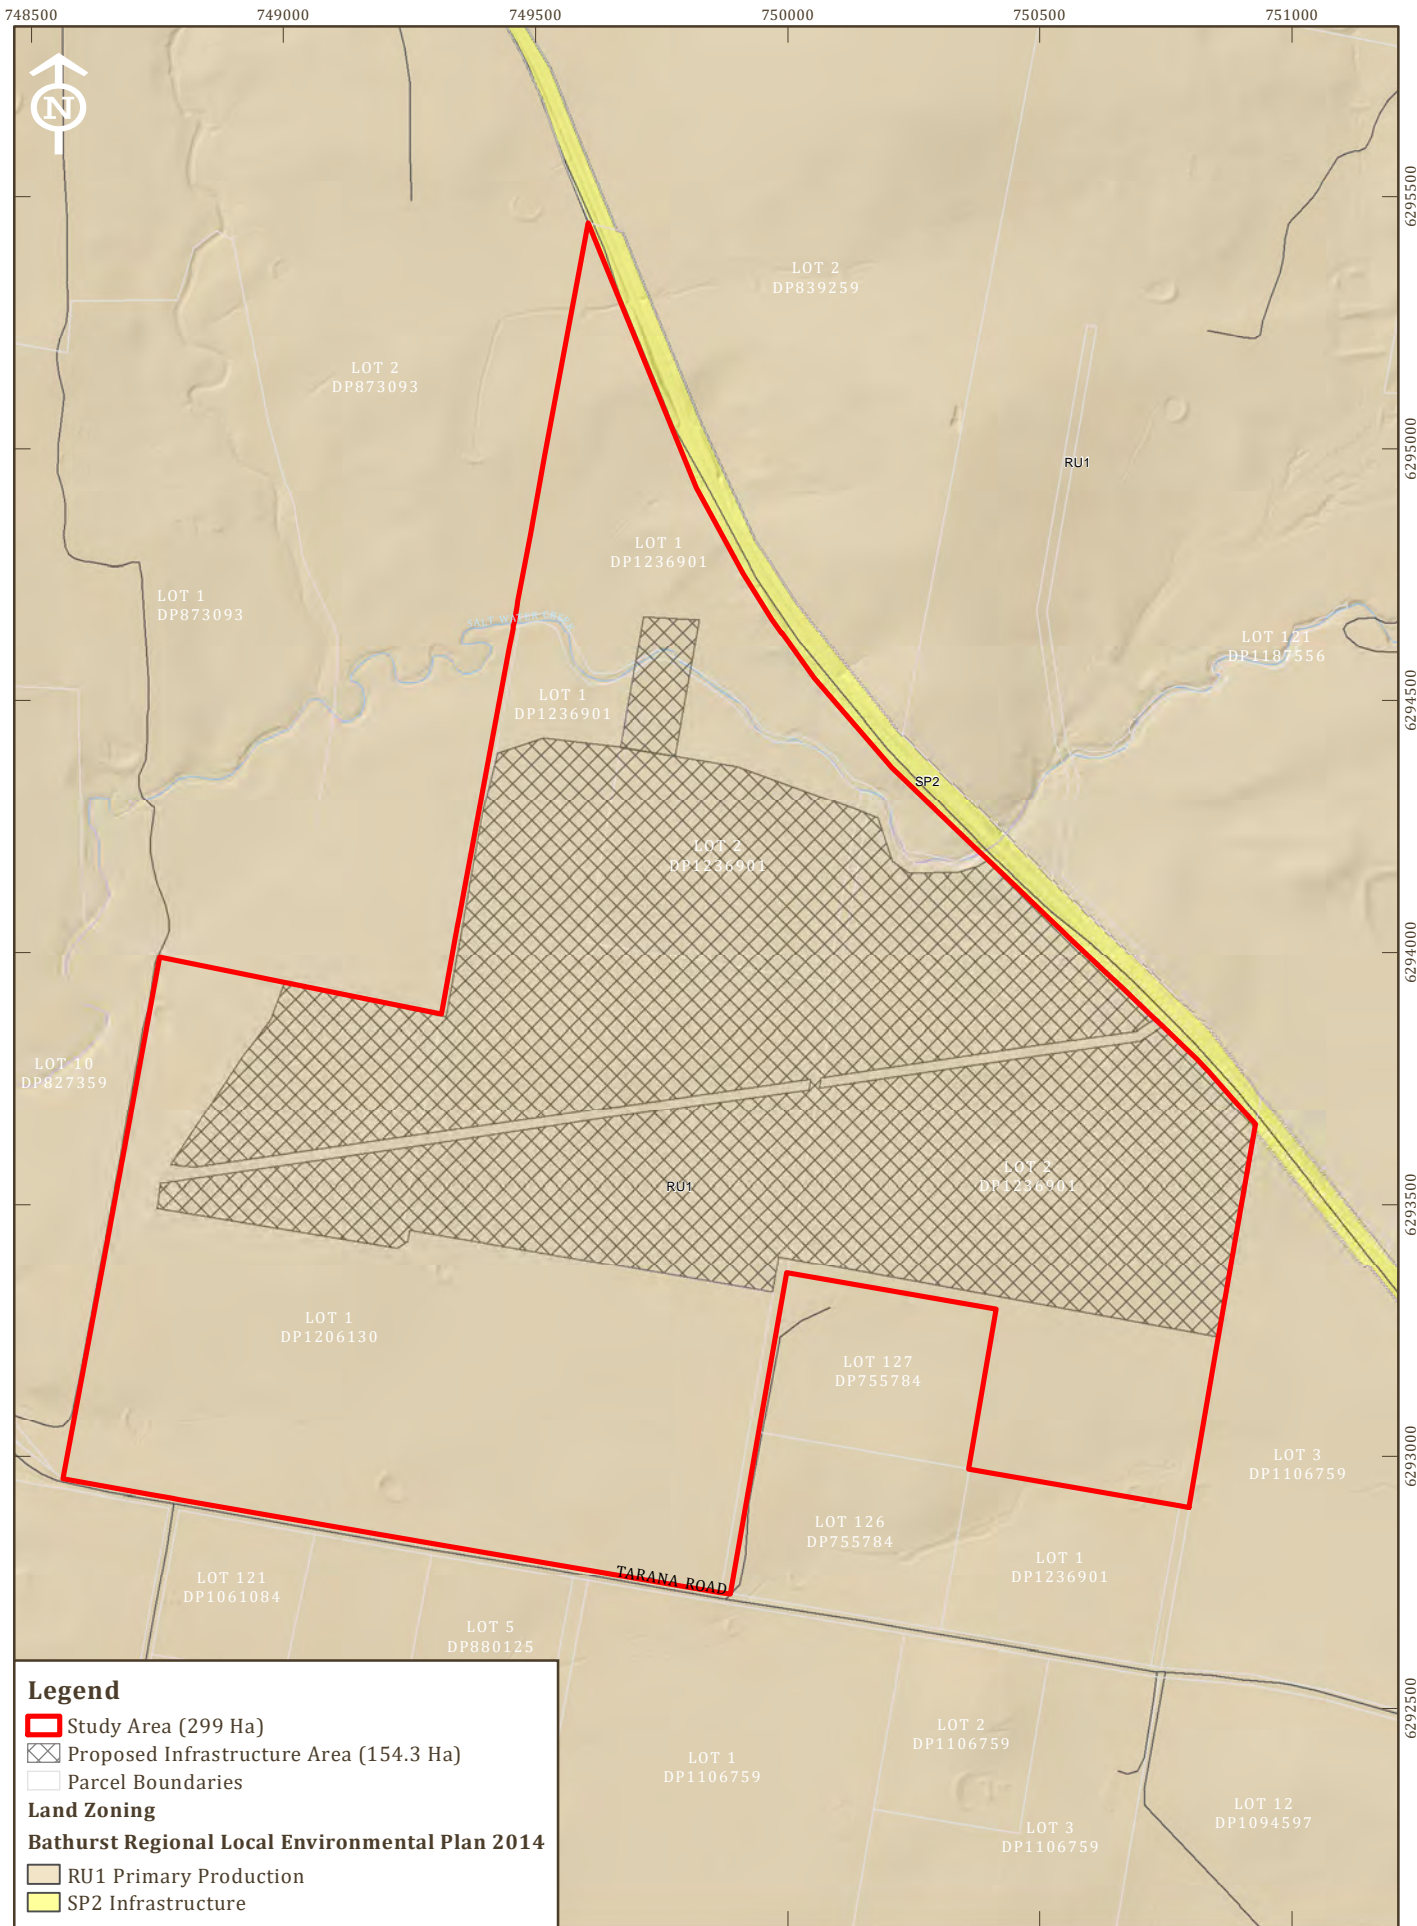 748500 749000 749500 750000 750500 751000
N
6295500
LOT 2
DP839259
LOT 2
DP873093
6295000
RU1
LOT 1
DP1236901
LOT 1
DP873093
SALT WATER CREEK
LOT 121
DP1187556
LOT 1
DP1236901
6294500
SP2
LOT 2
DP1236901
6294000
LOT 10
DP827359
LOT 2
DP1236901
RU1
6293500
LOT 1
DP1206130
LOT 127
DP755784
LOT 3
DP1106759
6293000
LOT 126
DP755784
LOT 1
DP1236901
TARANA ROAD
LOT 121
DP1061084
LOT 5
DP880125
6292500
LOT 2
DP1106759
LOT 1
DP1106759
LOT 12
DP1094597
LOT 3
DP1106759
Legend
Study Area (299 Ha)
Proposed Infrastructure Area (154.3 Ha)
Parcel Boundaries
Land Zoning
Bathurst Regional Local Environmental Plan 2014
RU1 Primary Production
SP2 Infrastructure